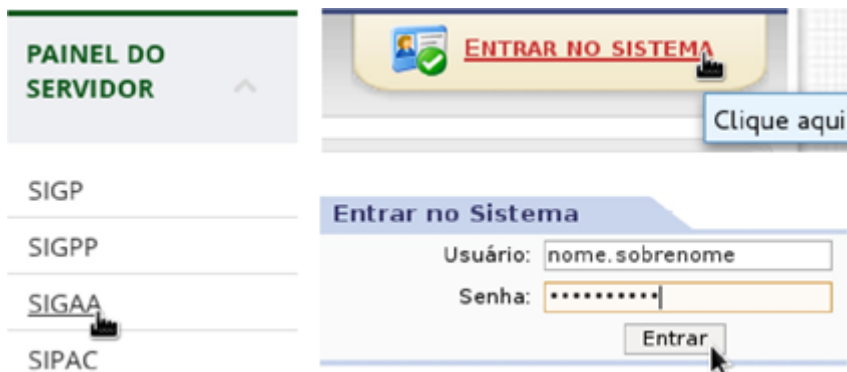 PAINEL DO
SERVIDOR
SIGP
SIGPP
SIGAA
SIPAC
ENTRAR NO SISTEMA
Clique aqui
Entrar no Sistema
Usuário: nome.sobrenome
Senha: ••••••••••
Entrar